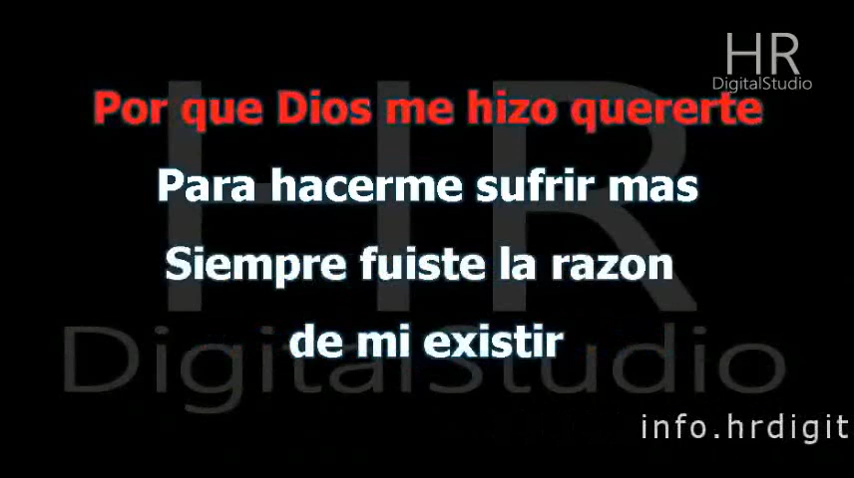 HR
DigitalStudio
Por que Dios me hizo quererte
Para hacerme sufrir mas
Siempre fuiste la razon
de mi existir
HR
DigitalStudio
info.hrdigit